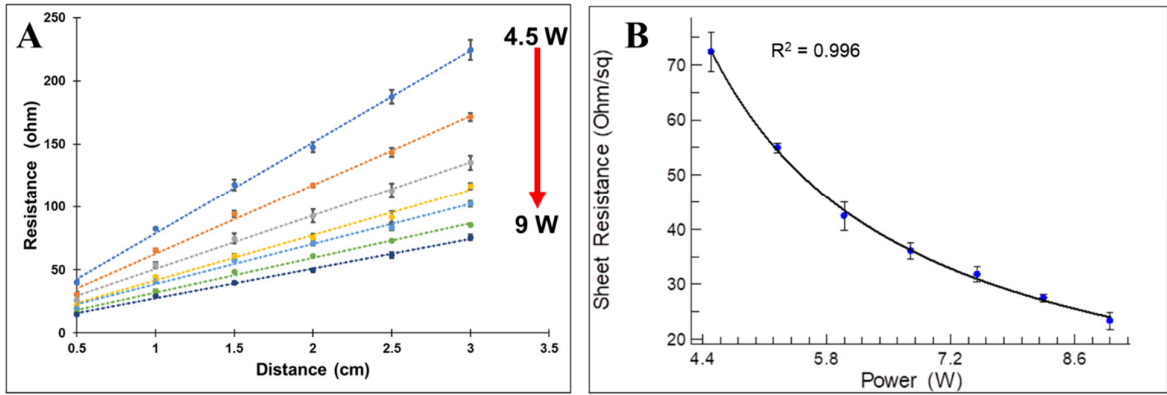 A
4.5 W
9 W
Resistance (ohm)
250
200
150
100
50
0
0.5
1
1.5
2
2.5
3
3.5
Distance (cm)
B
R² = 0.996
Sheet Resistance (Ohm/sq)
70
60
50
40
30
20
4.4
5.8
7.2
8.6
Power (W)